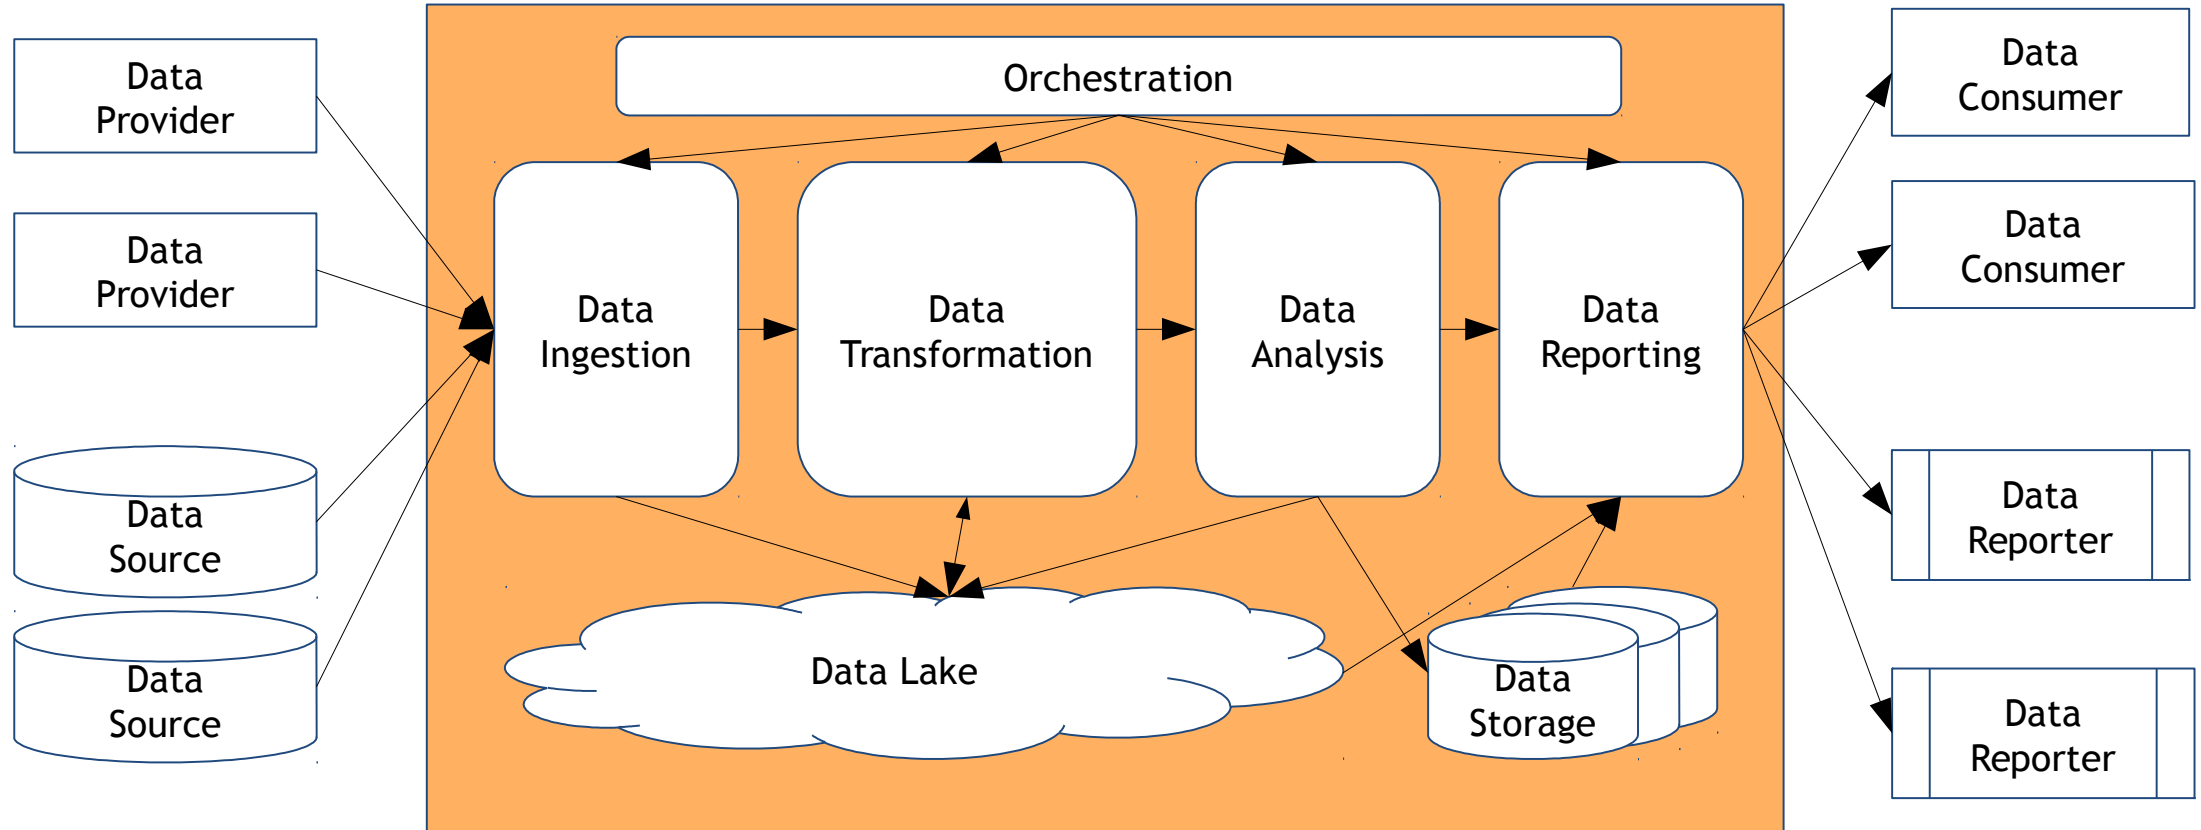 Data
Provider
Data
Provider
Data
Source
Data
Source
Orchestration
Data
Ingestion
Data
Transformation
Data
Analysis
Data
Reporting
Data Lake
Data
Storage
Data
Consumer
Data
Consumer
Data
Reporter
Data
Reporter